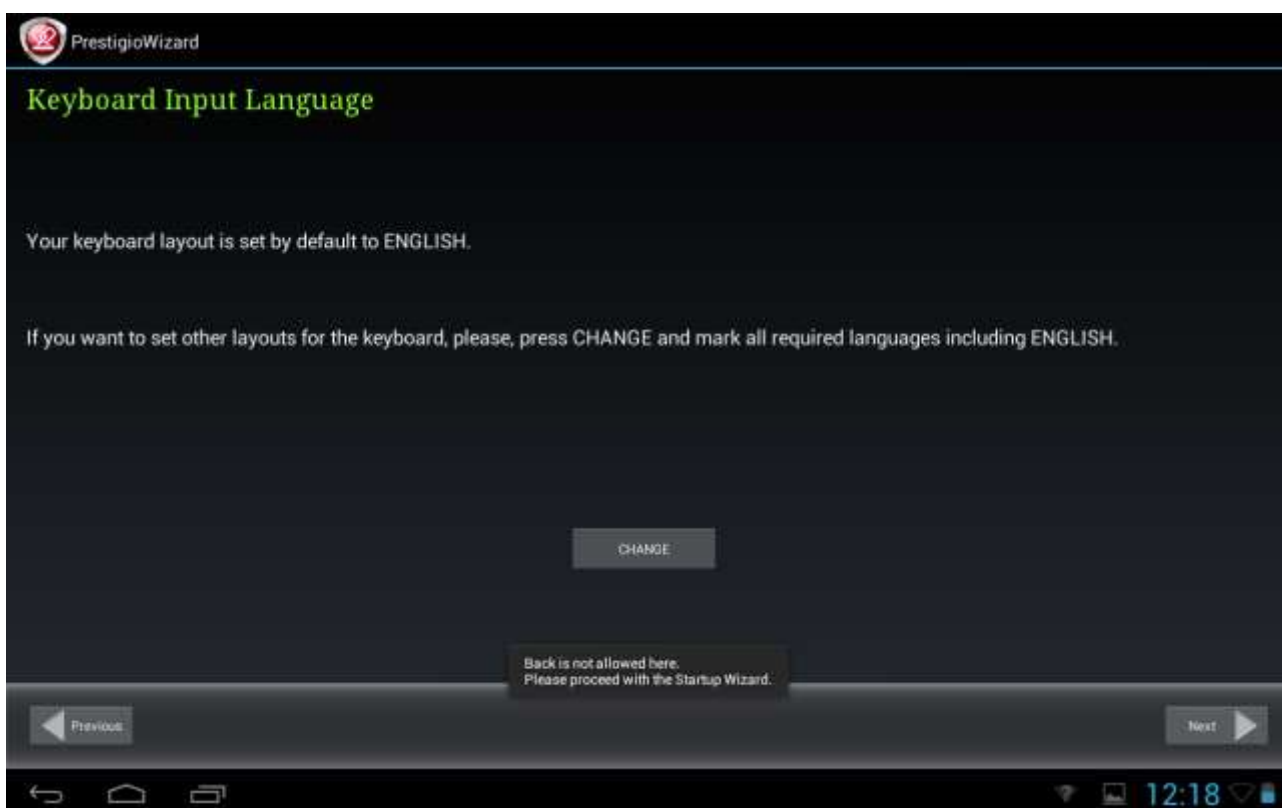 PrestigioWizard
Keyboard Input Language
Your keyboard layout is set by default to ENGLISH.
If you want to set other layouts for the keyboard, please, press CHANGE and mark all required languages including ENGLISH.
CHANGE
Back is not allowed here.
Please proceed with the Startup Wizard.
Previous
Next
12:18